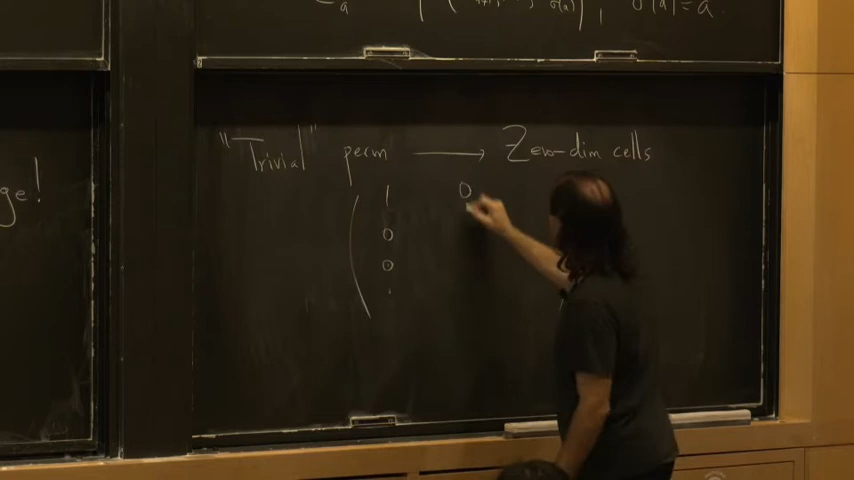 σ(a)
σ(a) = a
ge!
"Trivial" perm → Zero-dim cells
1 0
0
0